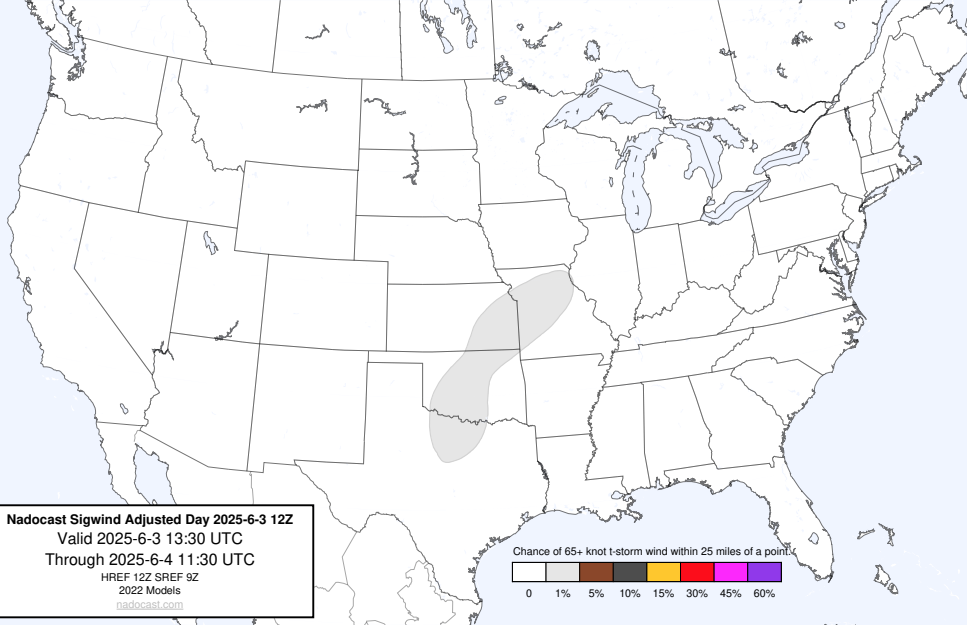 Nadocast Sigwind Adjusted Day 2025-6-3 12Z
Valid 2025-6-3 13:30 UTC
Through 2025-6-4 11:30 UTC
HREF 12Z SREF 9Z
2022 Models
nadocast.com
Chance of 65+ knot t-storm wind within 25 miles of a point.
0 1% 5% 10% 15% 30% 45% 60%